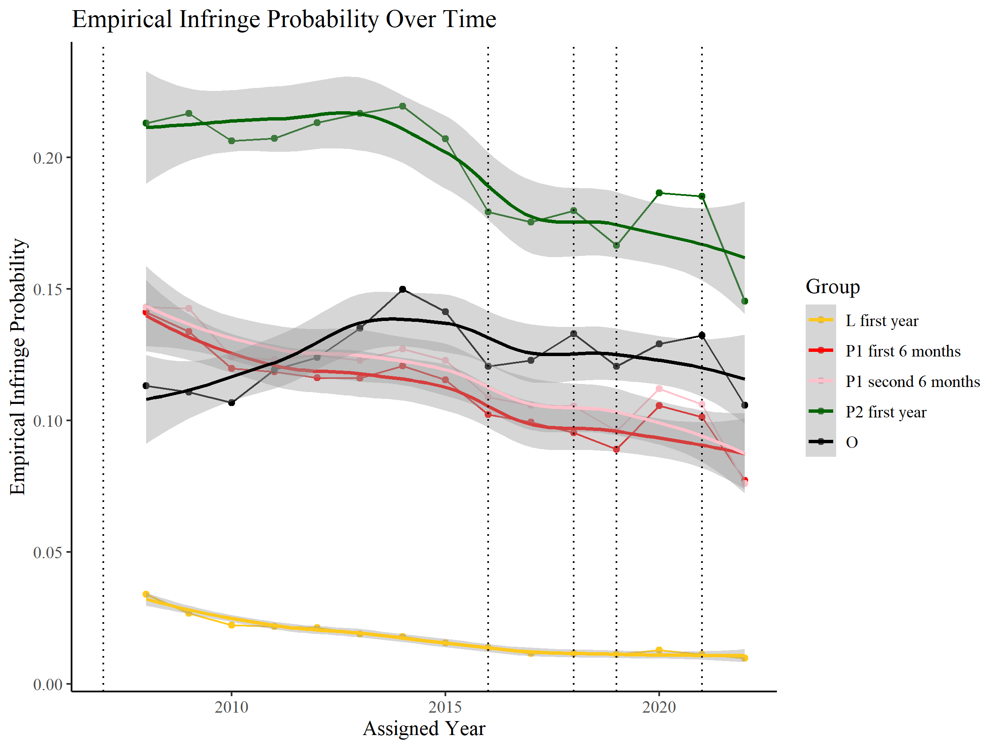 Empirical Infringe Probability Over Time
Empirical Infringe Probability
0.20
0.15
0.10
0.05
0.00
2010 2015 2020
Assigned Year
Group
L first year
P1 first 6 months
P1 second 6 months
P2 first year
O